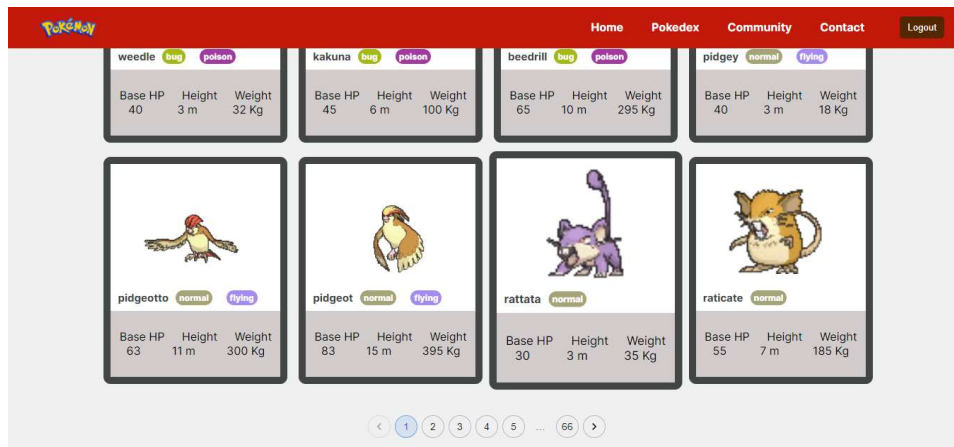 Pokémon Home Pokedex Community Contact Logout
weedle bug poison kakuna bug poison beedrill bug poison pidgey normal flying
Base HP Height Weight Base HP Height Weight Base HP Height Weight Base HP Height Weight
40 3 m 32 Kg 45 6 m 100 Kg 65 10 m 295 Kg 40 3 m 18 Kg
pidgeotto normal flying pidgeot normal flying rattata normal raticate normal
Base HP Height Weight Base HP Height Weight Base HP Height Weight Base HP Height Weight
63 11 m 300 Kg 83 15 m 395 Kg 30 3 m 35 Kg 55 7 m 185 Kg
< 1 2 3 4 5 ... 66 >